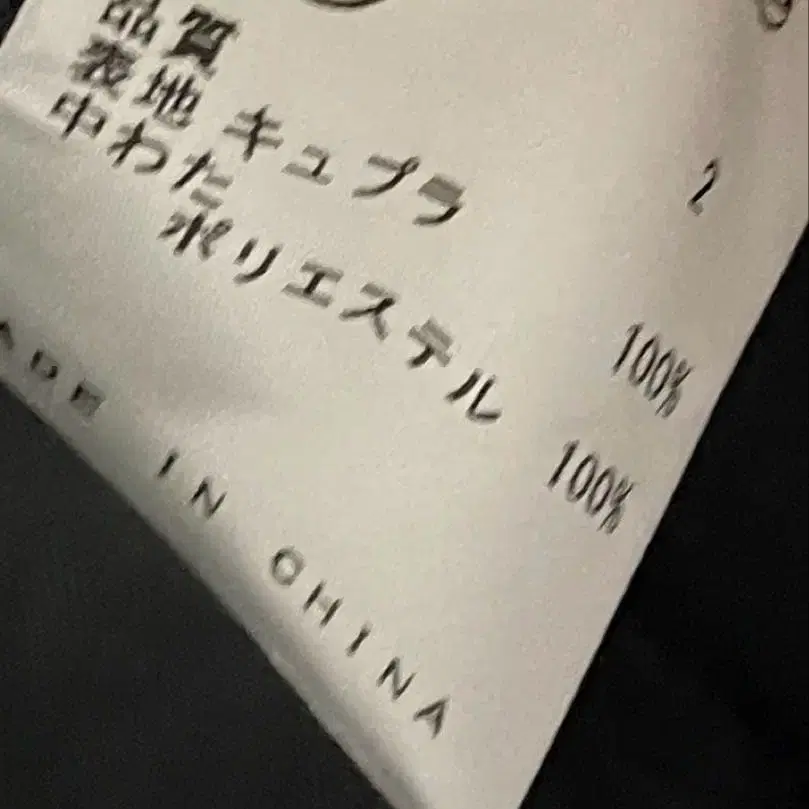 品質 2
表地 キュプラ 100%
中わた
ポリエステル 100%
MADE IN CHINA